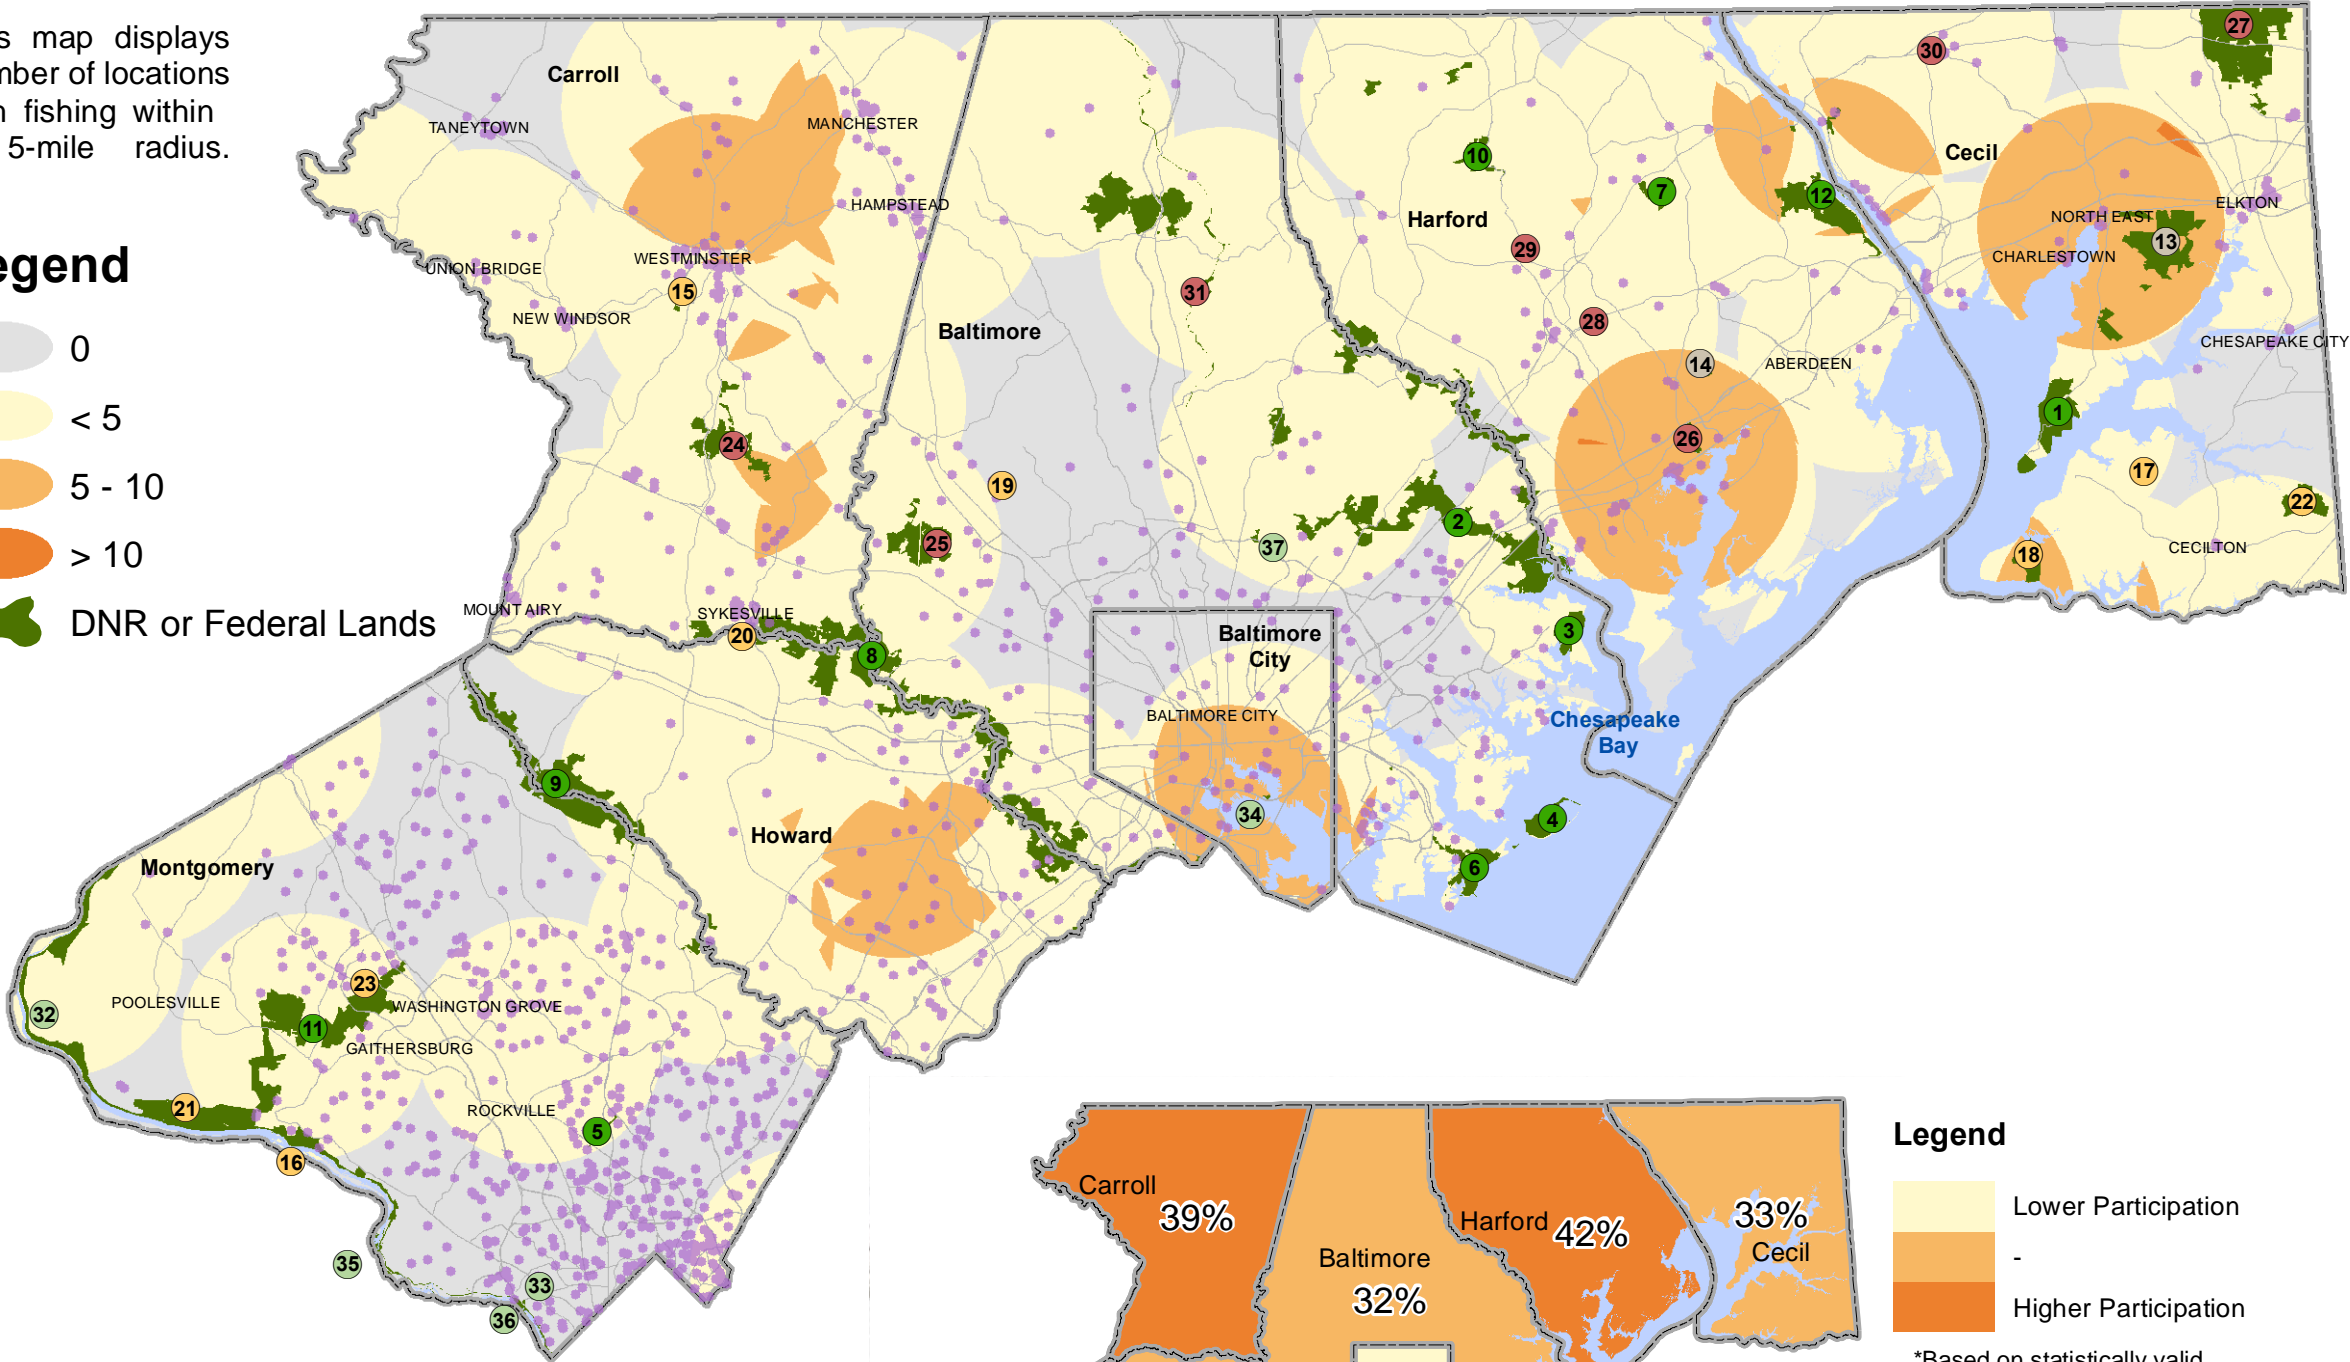 s map displays
mber of locations
n fishing within
5-mile radius.
egend
0
< 5
5 - 10
> 10
DNR or Federal Lands
Carroll
TANEYTOWN
MANCHESTER
HAMPSTEAD
UNION BRIDGE
WESTMINSTER
15
NEW WINDSOR
24
MOUNT AIRY
SYKESVILLE
20
8
Baltimore
31
19
25
37
2
3
4
6
Baltimore
City
BALTIMORE CITY
34
Chesapeake
Bay
Harford
10
7
12
29
28
14
ABERDEEN
26
Cecil
30
27
NORTH EAST
ELKTON
13
CHARLESTOWN
CHESAPEAKE CITY
1
17
22
18
CECILTON
Howard
9
Montgomery
32
POOLESVILLE
23
WASHINGTON GROVE
11
GAITHERSBURG
21
ROCKVILLE
5
16
35
33
36
Carroll
39%
Baltimore
32%
Harford
42%
33%
Cecil
Legend
Lower Participation
-
Higher Participation
*Based on statistically valid